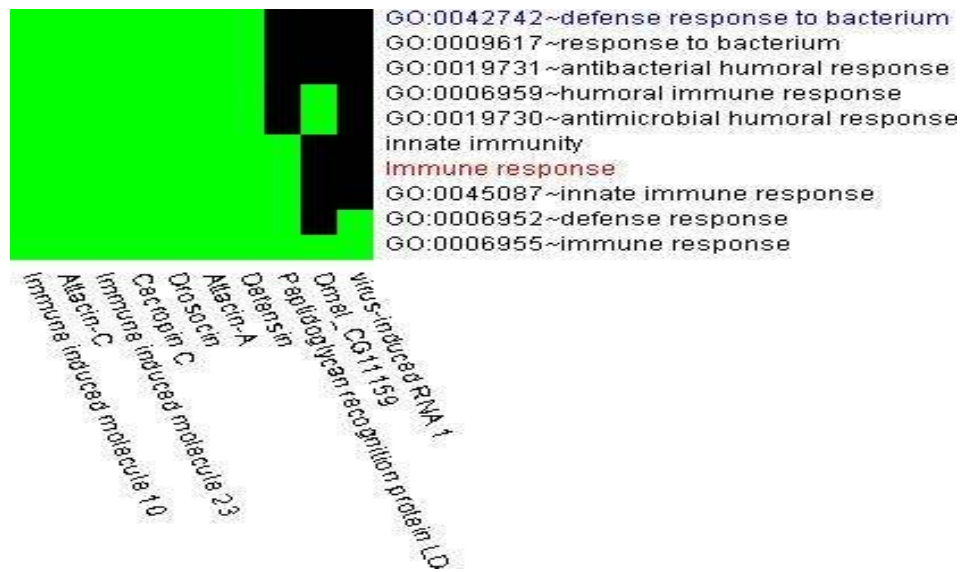 GO:0042742~defense response to bacterium
GO:0009617~response to bacterium
GO:0019731~antibacterial humoral response
GO:0006959~humoral immune response
GO:0019730~antimicrobial humoral response
innate immunity
Immune response
GO:0045087~innate immune response
GO:0006952~defense response
GO:0006955~immune response
Immune induced molecule 10
Attacin-C
Immune induced molecule 23
Cecropin C
Drosocin
Attacin-A
Defensin
Peptidoglycan recognition protein LD
Dmel_CG11159
virus-induced RNA 1